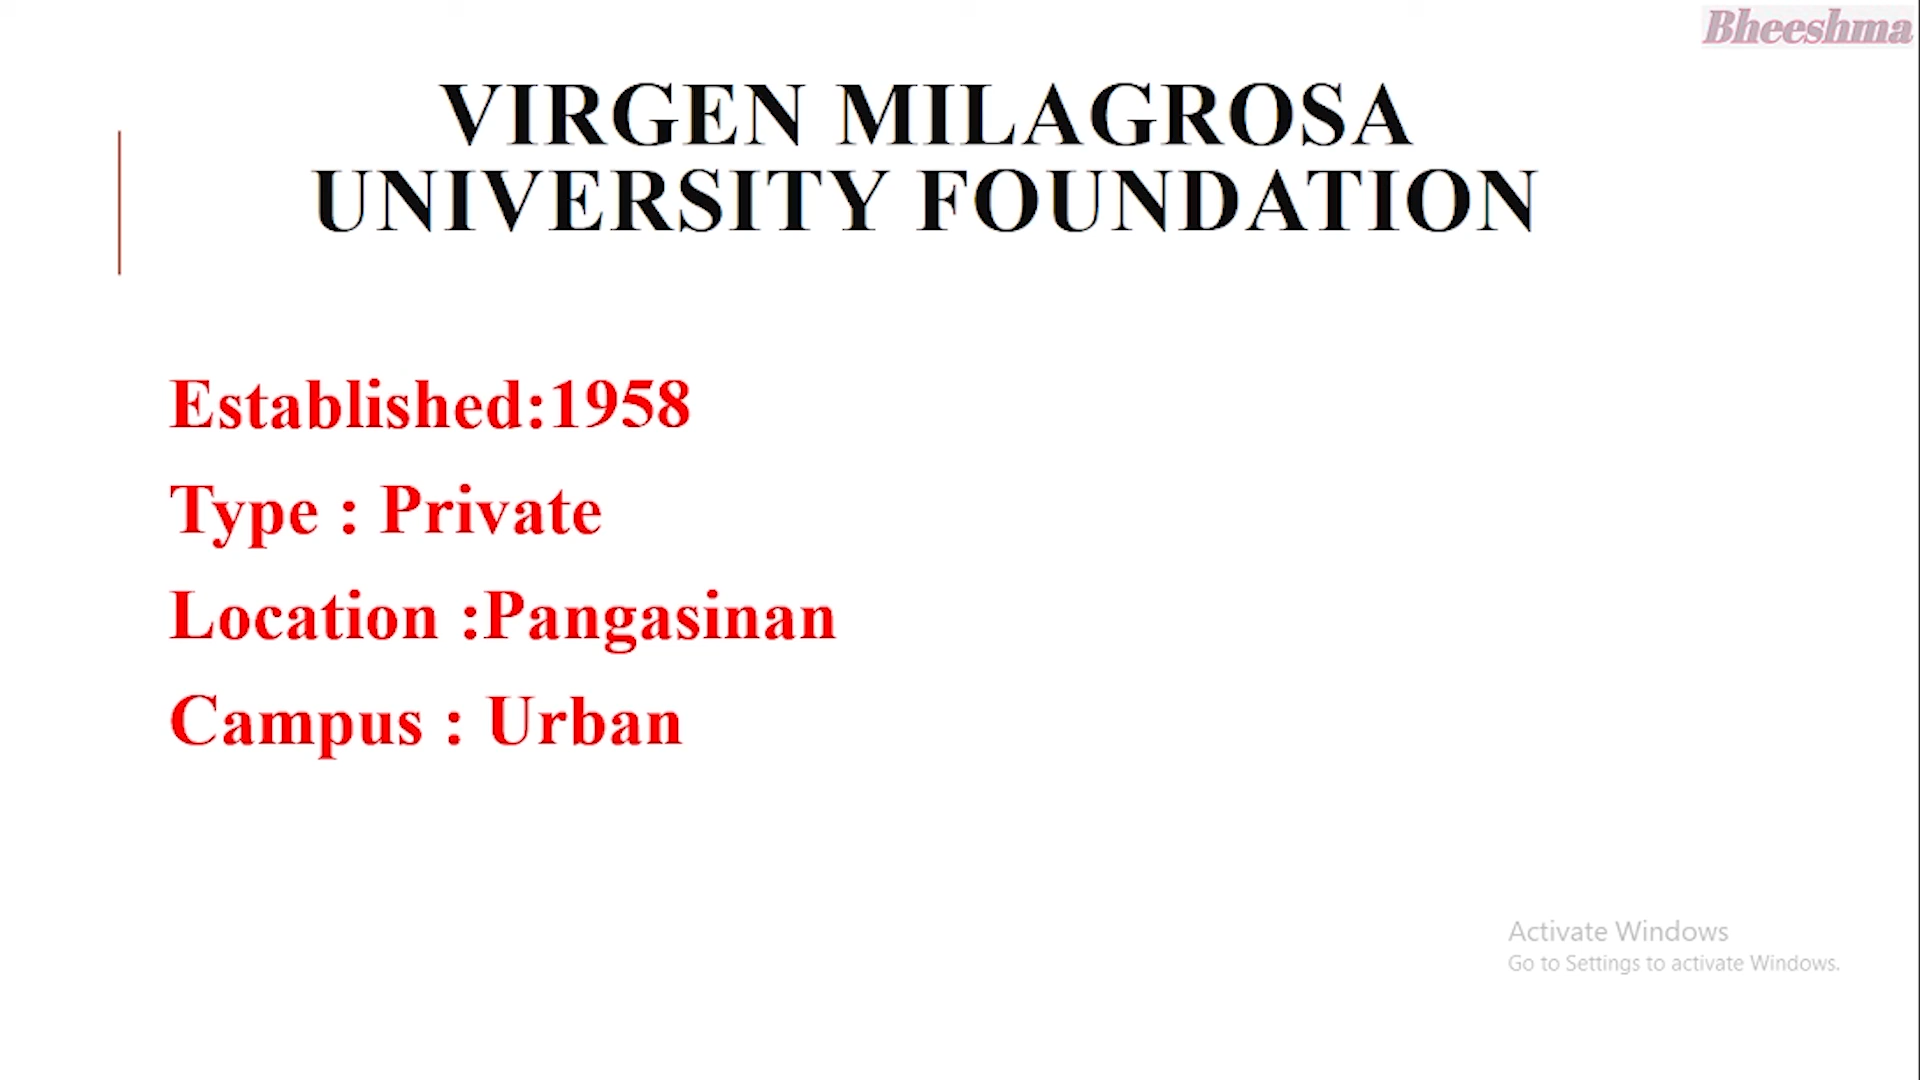 Bheeshma
VIRGEN MILAGROSA
UNIVERSITY FOUNDATION
Established:1958
Type : Private
Location :Pangasinan
Campus : Urban
Activate Windows
Go to Settings to activate Windows.